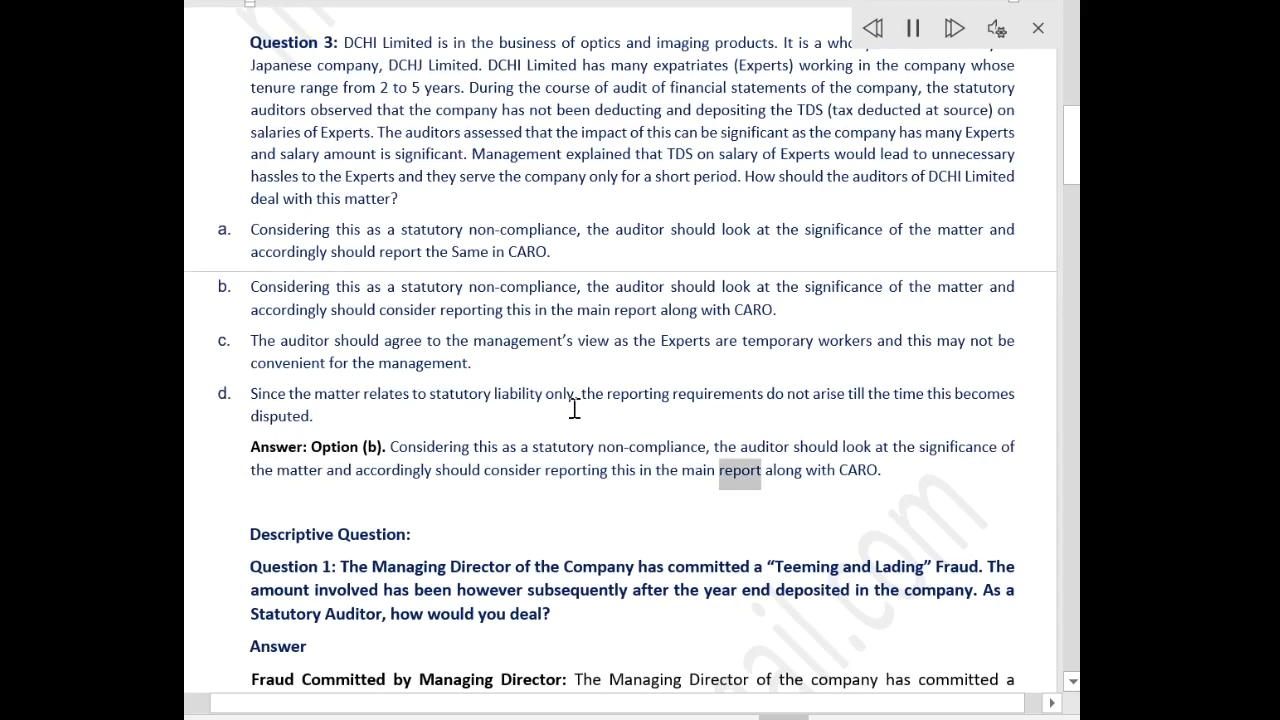 Question 3: DCHI Limited is in the business of optics and imaging products. It is a
Japanese company, DCHJ Limited. DCHI Limited has many expatriates (Experts) working in the company whose
tenure range from 2 to 5 years. During the course of audit of financial statements of the company, the statutory
auditors observed that the company has not been deducting and depositing the TDS (tax deducted at source) on
salaries of Experts. The auditors assessed that the impact of this can be significant as the company has many Experts
and salary amount is significant. Management explained that TDS on salary of Experts would lead to unnecessary
hassles to the Experts and they serve the company only for a short period. How should the auditors of DCHI Limited
deal with this matter?
a. Considering this as a statutory non-compliance, the auditor should look at the significance of the matter and
accordingly should report the Same in CARO.
b. Considering this as a statutory non-compliance, the auditor should look at the significance of the matter and
accordingly should consider reporting this in the main report along with CARO.
c. The auditor should agree to the management's view as the Experts are temporary workers and this may not be
convenient for the management.
d. Since the matter relates to statutory liability only, the reporting requirements do not arise till the time this becomes
disputed.
Answer: Option (b). Considering this as a statutory non-compliance, the auditor should look at the significance of
the matter and accordingly should consider reporting this in the main report along with CARO.
Descriptive Question:
Question 1: The Managing Director of the Company has committed a “Teeming and Lading” Fraud. The
amount involved has been however subsequently after the year end deposited in the company. As a
Statutory Auditor, how would you deal?
Answer
Fraud Committed by Managing Director: The Managing Director of the company has committed a